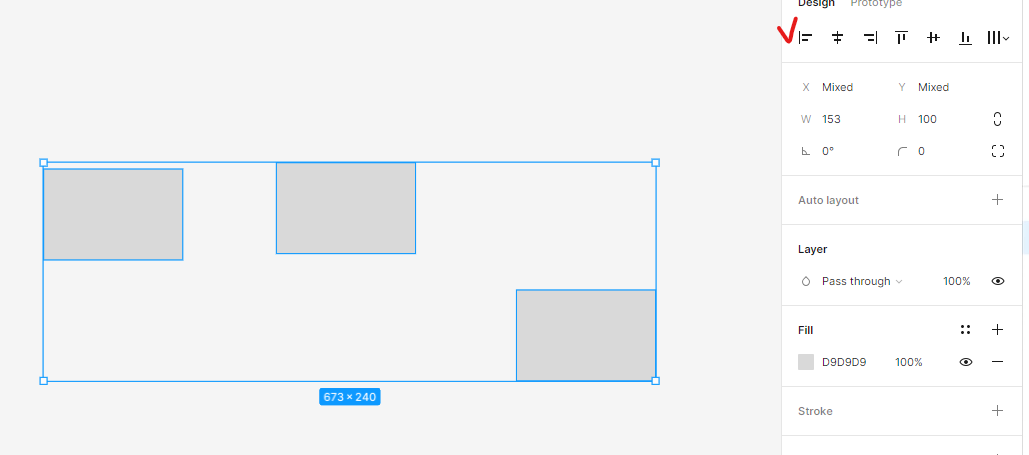 Design Prototype
X Mixed Y Mixed
W 153 H 100
0° 0
Auto layout
Layer
Pass through 100%
Fill
D9D9D9 100%
673 × 240
Stroke